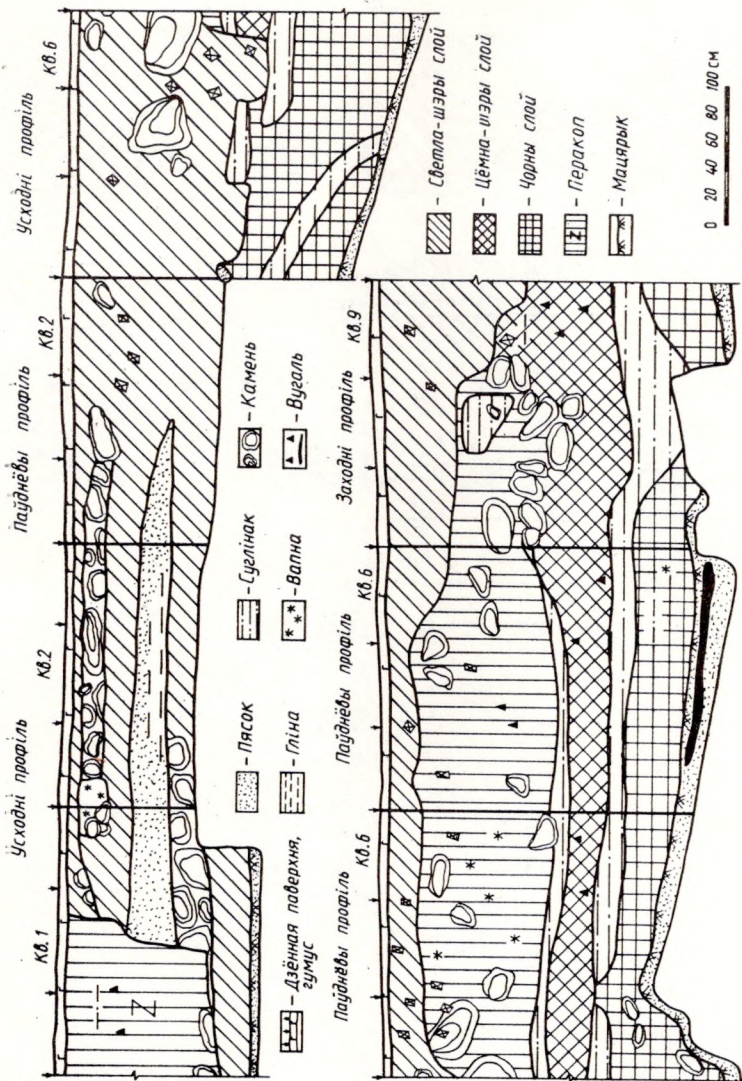 Усходні профіль
Паўднёвы профіль
Усходні профіль
Кв.1
Кв.2
Кв.2
Кв.6
– Дзённая паверхня, гумус
– Пясок
– Гліна
– Суглінак
– Вапна
– Камень
– Вугаль
– Светла-шэры слой
– Цёмна-шэры слой
– Чорны слой
– Перакоп
– Мацярык
0 20 40 60 80 100 см
Паўднёвы профіль
Паўднёвы профіль
Заходні профіль
Кв.6
Кв.6
Кв.9